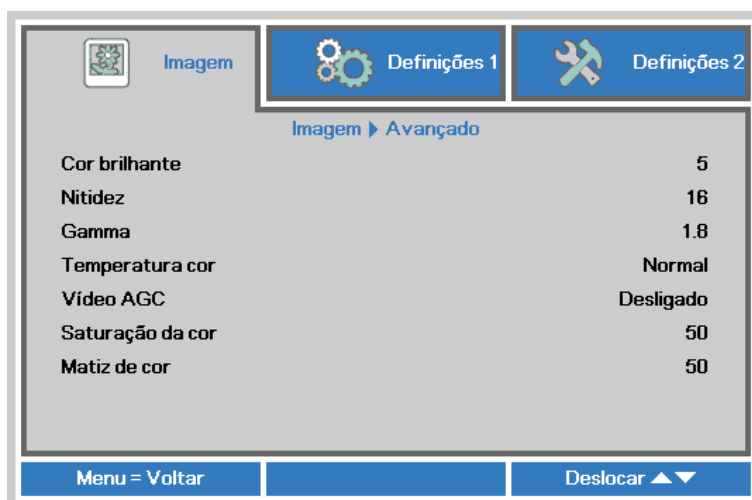 Imagem Definições 1 Definições 2
Imagem ▶ Avançado
Cor brilhante 5
Nitidez 16
Gamma 1.8
Temperatura cor Normal
Vídeo AGC Desligado
Saturação da cor 50
Matiz de cor 50
Menu = Voltar Deslocar ▲▼